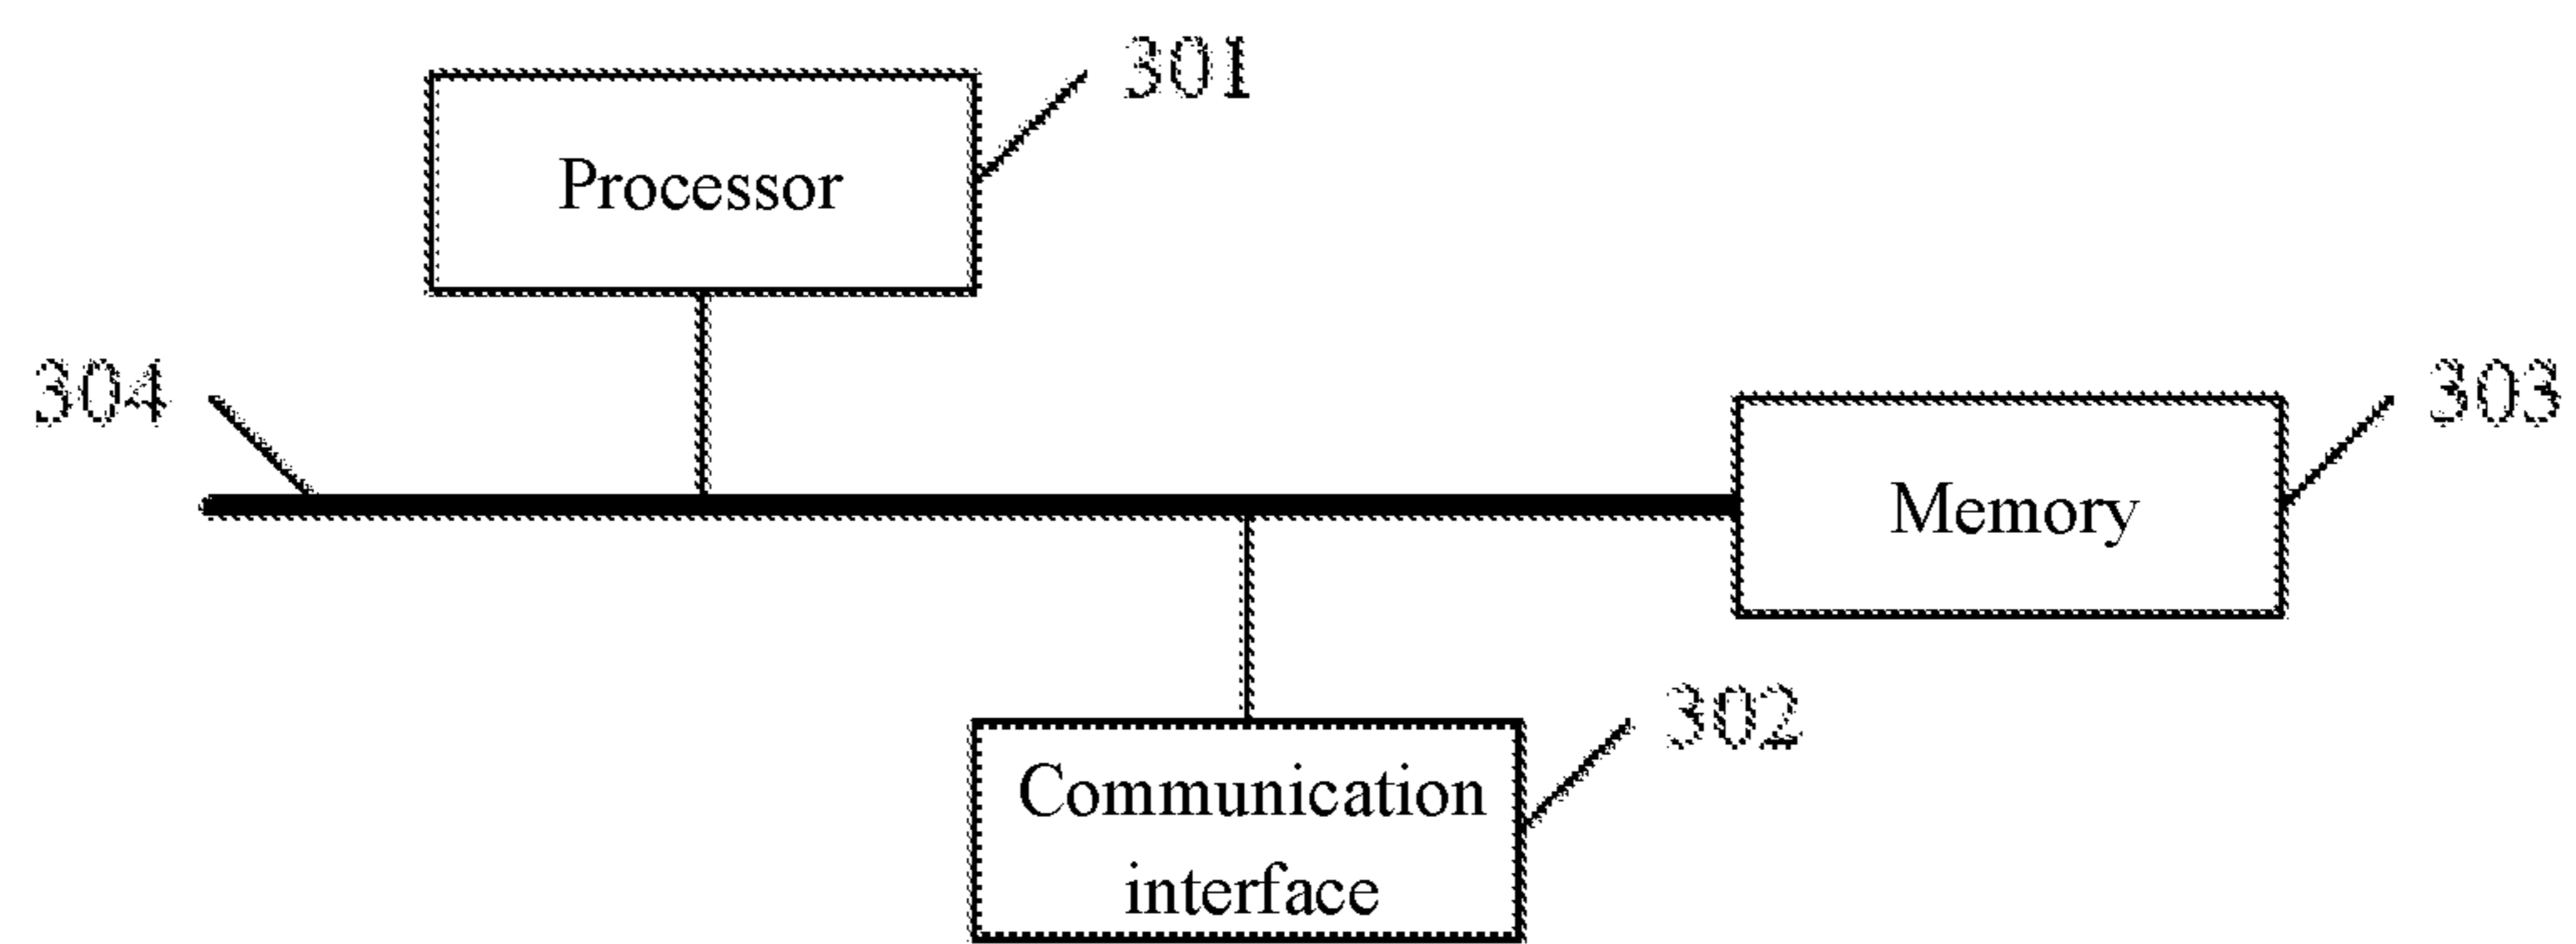 301
Processor
304
303
Memory
302
Communication
interface